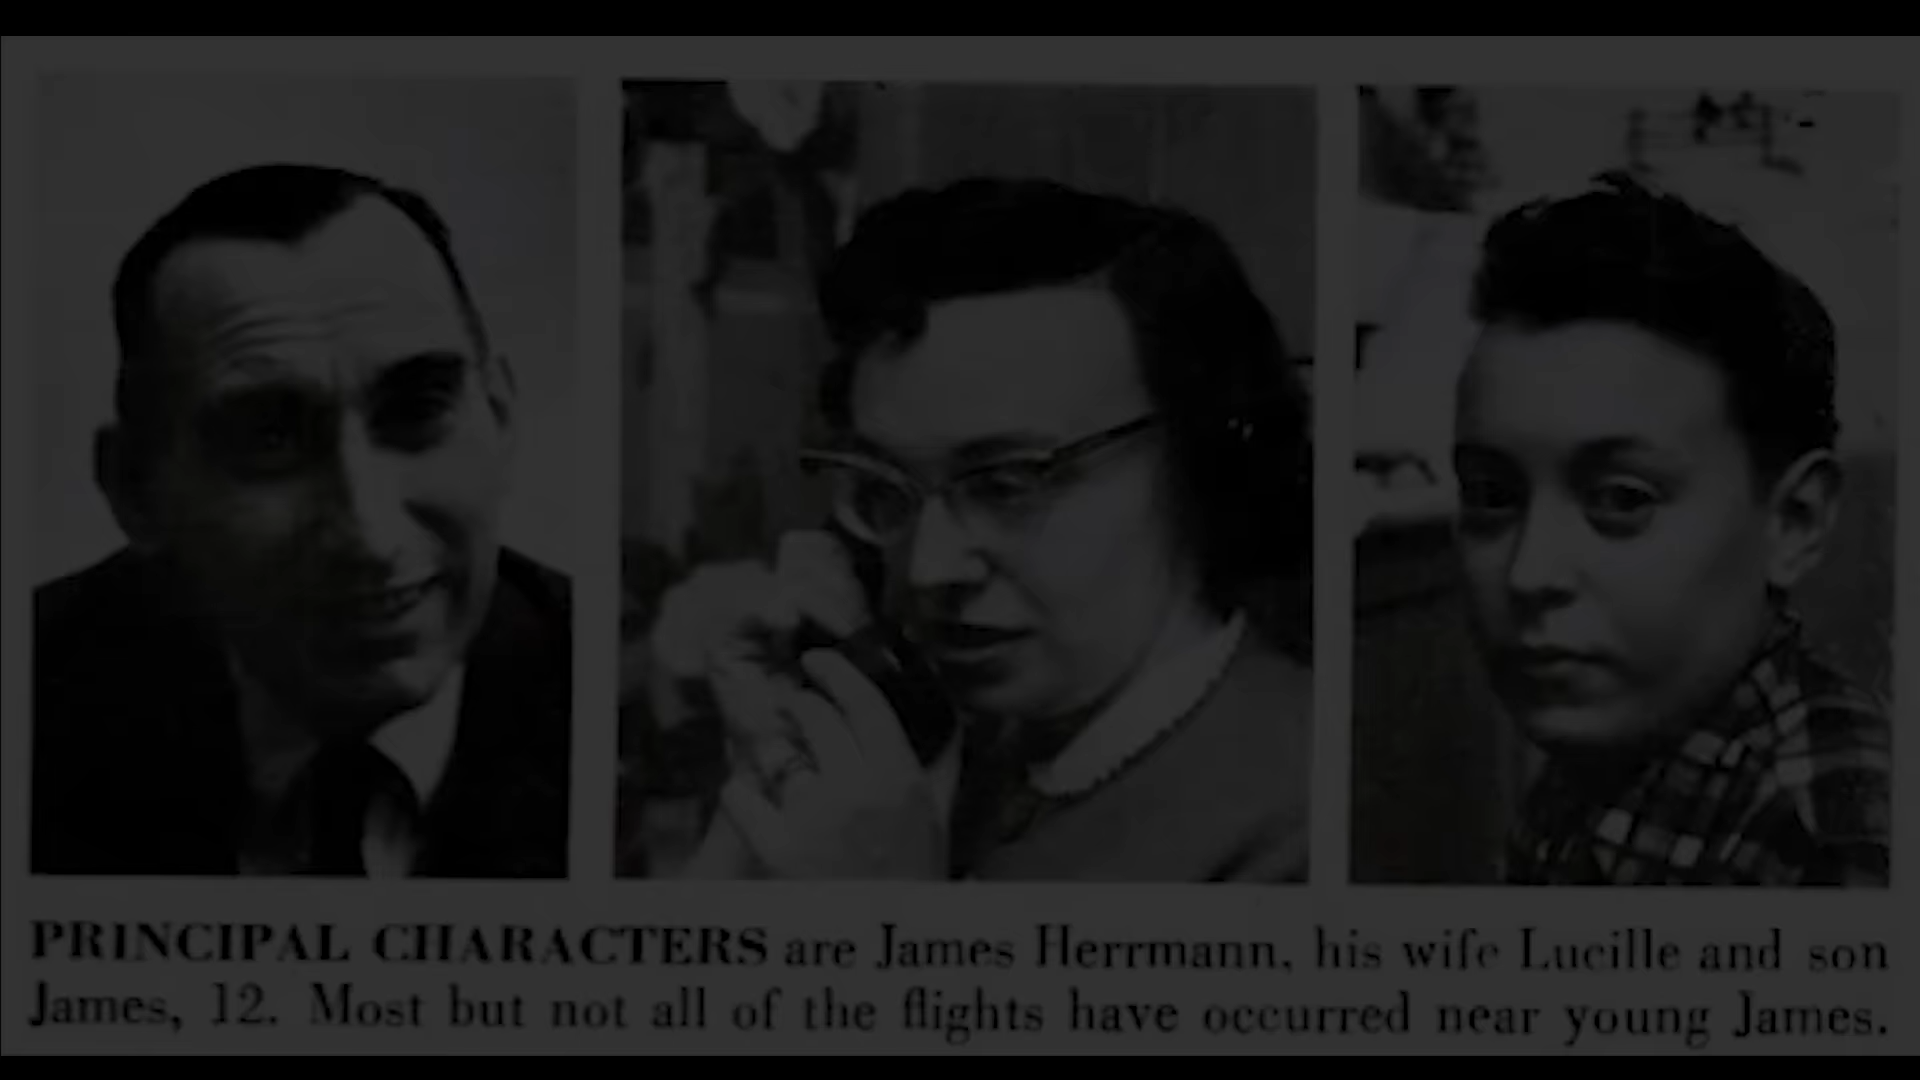 PRINCIPAL CHARACTERS are James Herrmann, his wife Lucille and son
James, 12. Most but not all of the flights have occurred near young James.